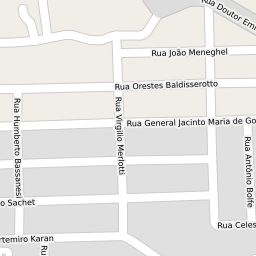 Rua Doutor Em
Rua João Meneghel
Rua Orestes Baldisserotto
Rua General Jacinto Maria de Go
Rua Virgilio Merlotti
Rua Humberto Bassanesi
Rua Antônio Bolfe
o Sachet
Rua Celes
rtemiro Karan